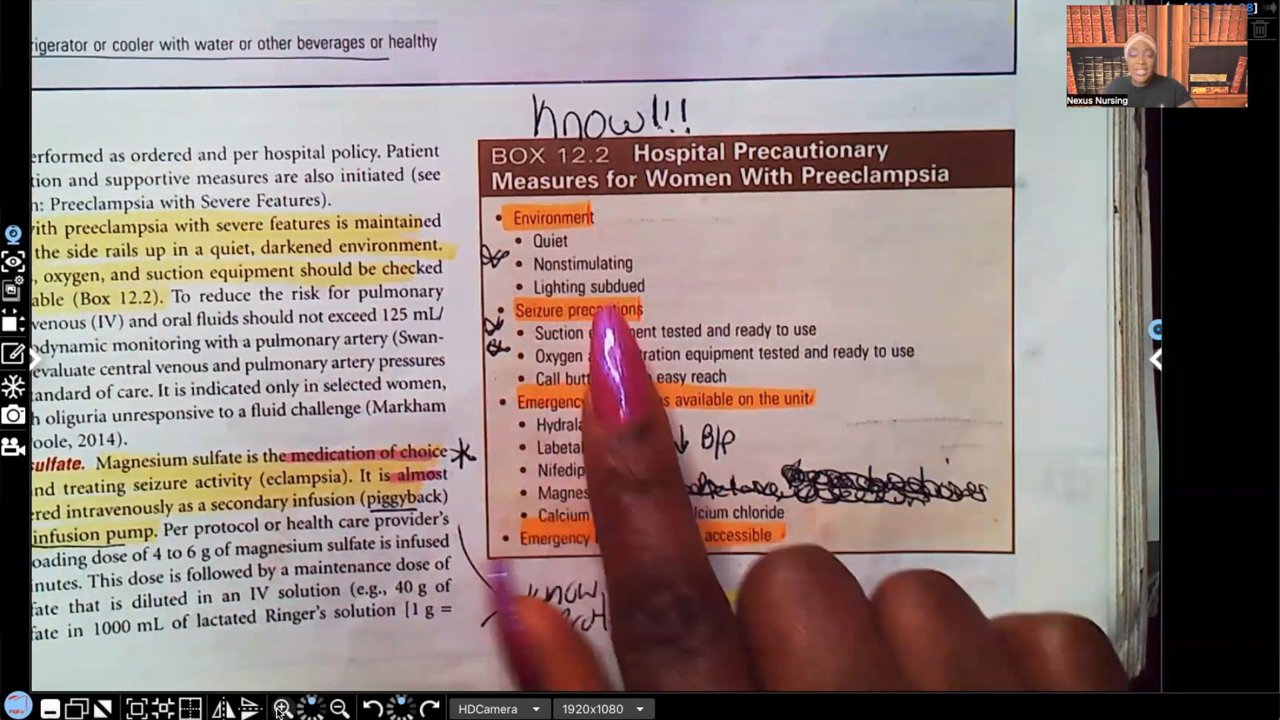 rigerator or cooler with water or other beverages or healthy
erformed as ordered and per hospital policy. Patient
tion and supportive measures are also initiated (see
n: Preeclampsia with Severe Features).
ith preeclampsia with severe features is maintained
the side rails up in a quiet, darkened environment.
, oxygen, and suction equipment should be checked
able (Box 12.2). To reduce the risk for pulmonary
venous (IV) and oral fluids should not exceed 125 mL/
odynamic monitoring with a pulmonary artery (Swan-
evaluate central venous and pulmonary artery pressures
tandard of care. It is indicated only in selected women,
h oliguria unresponsive to a fluid challenge (Markham
oole, 2014).
sulfate. Magnesium sulfate is the medication of choice
nd treating seizure activity (eclampsia). It is almost
red intravenously as a secondary infusion (piggyback)
infusion pump. Per protocol or health care provider's
oading dose of 4 to 6 g of magnesium sulfate is infused
nutes. This dose is followed by a maintenance dose of
fate that is diluted in an IV solution (e.g., 40 g of
fate in 1000 mL of lactated Ringer's solution [1 g =
Know!!!
BOX 12.2 Hospital Precautionary
Measures for Women With Preeclampsia
• Environment
• Quiet
• Nonstimulating
• Lighting subdued
• Seizure precautions
• Suction ent tested and ready to use
• Oxygen ration equipment tested and ready to use
• Call butt easy reach
• Emergency s available on the unit
• Hydral
• Labeta ↓ B/P
• Nifedip
• Magnes
• Calcium lcium chloride
• Emergency accessible
Know,
Nexus Nursing
HDCamera
1920x1080